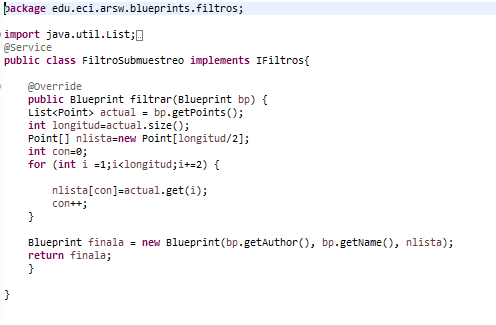 package edu.eci.arsw.blueprints.filtros;
import java.util.List;
@Service
public class FiltroSubmuestreo implements IFiltros{
@Override
public Blueprint filtrar(Blueprint bp) {
List<Point> actual = bp.getPoints();
int longitud=actual.size();
Point[] nlista=new Point[longitud/2];
int con=0;
for (int i =1;i<longitud;i+=2) {
nlista[con]=actual.get(i);
con++;
}
Blueprint finala = new Blueprint(bp.getAuthor(), bp.getName(), nlista);
return finala;
}
}